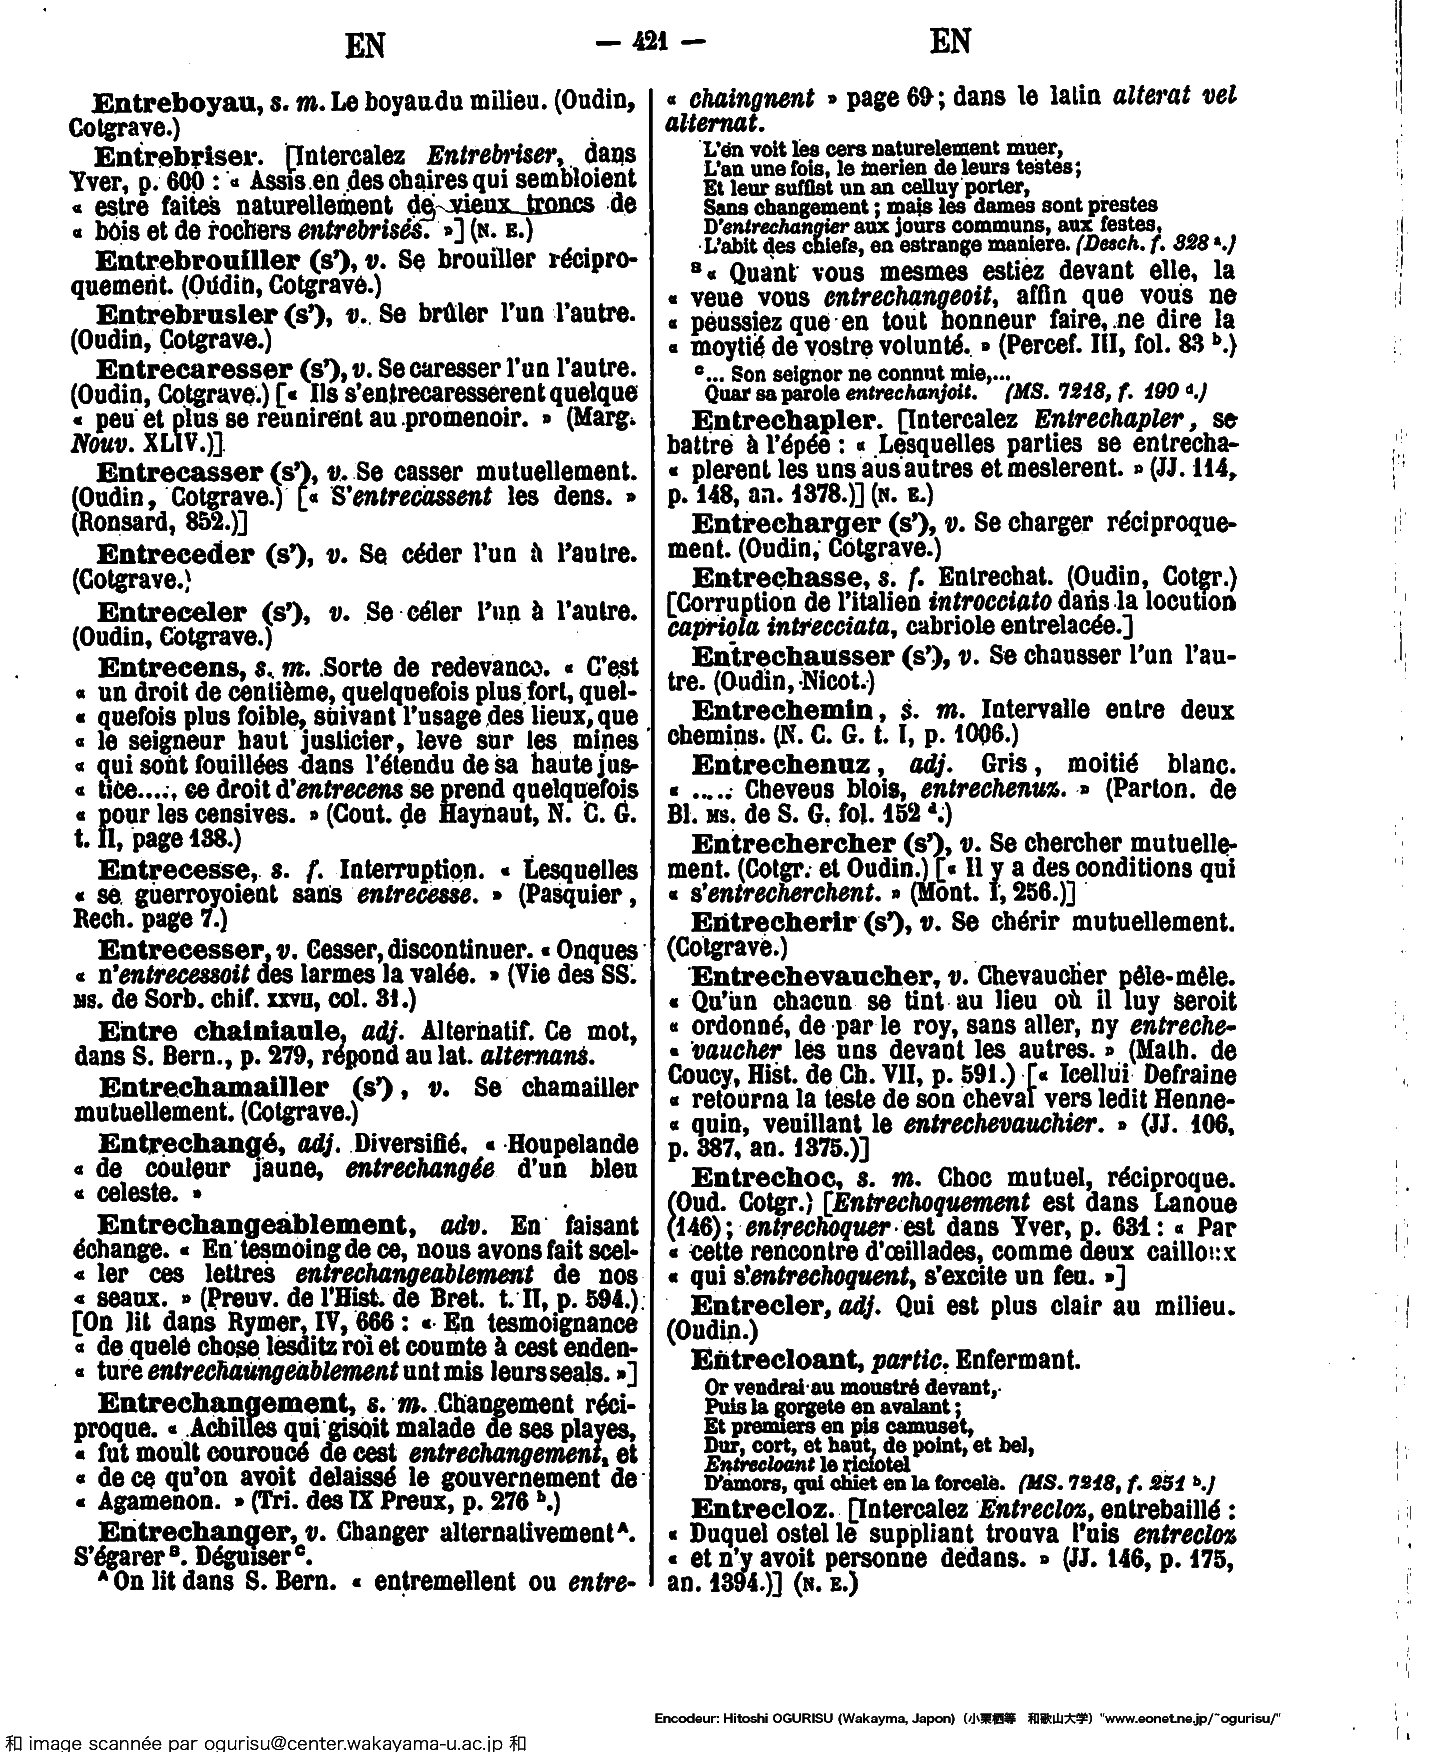 EN — 421 — EN
Entreboyau, s. m. Le boyau du milieu. (Oudin,
Cotgrave.)
Entrebriser. [Intercalez Entrebriser, dans
Yver, p. 600 : « Assis en des chaires qui sembloient
« estre faites naturellement de vieux troncs de
« bois et de rochers entrebrisés. »] (N. E.)
Entrebrouiller (s'), v. Se brouiller récipro-
quement. (Oudin, Cotgrave.)
Entrebrusler (s'), v. Se brûler l'un l'autre.
(Oudin, Cotgrave.)
Entrecaresser (s'), v. Se caresser l'un l'autre.
(Oudin, Cotgrave.) [« Ils s'entrecaresserent quelque
« peu et plus se reunirent au promenoir. » (Marg.
Nouv. XLIV.)]
Entrecasser (s'), v. Se casser mutuellement.
(Oudin, Cotgrave.) [« S'entrecassent les dens. »
(Ronsard, 852.)]
Entreceder (s'), v. Se céder l'un à l'autre.
(Cotgrave.)
Entreceler (s'), v. Se céler l'un à l'autre.
(Oudin, Cotgrave.)
Entrecens, s. m. Sorte de redevance. « C'est
« un droit de centième, quelquefois plus fort, quel-
« quefois plus foible, suivant l'usage des lieux, que
« le seigneur haut justicier, leve sur les mines
« qui sont fouillées dans l'étendu de sa haute jus-
« tice...., ce droit d'entrecens se prend quelquefois
« pour les censives. » (Cout. de Haynaut, N. C. G.
t. II, page 138.)
Entrecesse, s. f. Interruption. « Lesquelles
« se guerroyoient sans entrecesse. » (Pasquier,
Rech. page 7.)
Entrecesser, v. Cesser, discontinuer. « Onques
« n'entrecessoit des larmes la valée. » (Vie des SS.
MS. de Sorb. chif. XXVII, col. 31.)
Entre chainiaule, adj. Alternatif. Ce mot,
dans S. Bern., p. 279, répond au lat. alternans.
Entrechamailler (s'), v. Se chamailler
mutuellement. (Cotgrave.)
Entrechangé, adj. Diversifié. « Houpelande
« de couleur jaune, entrechangée d'un bleu
« celeste. »
Entrechangeablement, adv. En faisant
échange. « En tesmoing de ce, nous avons fait scel-
« ler ces lettres entrechangeablement de nos
« seaux. » (Preuv. de l'Hist. de Bret. t. II, p. 594.)
[On lit dans Rymer, IV, 666 : « En tesmoignance
« de quele chose lesditz roi et coumte à cest enden-
« ture entrechaungeablement unt mis leurs seals. »]
Entrechangement, s. m. Changement réci-
proque. « Achilles qui gisoit malade de ses playes,
« fut moult couroucé de cest entrechangement, et
« de ce qu'on avoit delaissé le gouvernement de
« Agamenon. » (Tri. des IX Preux, p. 276 b.)
Entrechanger, v. Changer alternativement A.
S'égarer B. Déguiser C.
A On lit dans S. Bern. « entremellent ou entre-
« chaingnent » page 69 ; dans le latin alterat vel
alternat.
L'en voit les cers naturelement muer,
L'an une fois, le merien de leurs testes ;
Et leur suffist un an celluy porter,
Sans changement ; mais les dames sont prestes
D'entrechangier aux jours communs, aux festes,
L'abit des chiefs, en estrange maniere. (Desch. f. 328 a.)
B « Quant vous mesmes estiez devant elle, la
« veue vous entrechangeoit, affin que vous ne
« peussiez que en tout honneur faire, ne dire la
« moytié de vostre volunté. » (Percef. III, fol. 83 b.)
C ... Son seignor ne connut mie,...
Quar sa parole entrechanjoit. (MS. 7218, f. 190 d.)
Entrechapler. [Intercalez Entrechapler, se
battre à l'épée : « Lesquelles parties se entrecha-
« plerent les uns aus autres et meslerent. » (JJ. 114,
p. 148, an. 1378.)] (N. E.)
Entrecharger (s'), v. Se charger réciproque-
ment. (Oudin, Cotgrave.)
Entrechasse, s. f. Entrechat. (Oudin, Cotgr.)
[Corruption de l'italien introcciato dans la locution
capriola intrecciata, cabriole entrelacée.]
Entrechausser (s'), v. Se chausser l'un l'au-
tre. (Oudin, Nicot.)
Entrechemin, s. m. Intervalle entre deux
chemins. (N. C. G. t. I, p. 1006.)
Entrechenuz, adj. Gris, moitié blanc.
« ..... Cheveus blois, entrechenuz. » (Parton. de
Bl. MS. de S. G. fol. 152 d.)
Entrechercher (s'), v. Se chercher mutuelle-
ment. (Cotgr. et Oudin.) [« Il y a des conditions qui
« s'entrecherchent. » (Mont. I, 256.)]
Entrecherir (s'), v. Se chérir mutuellement.
(Cotgrave.)
Entrechevaucher, v. Chevaucher pêle-mêle.
« Qu'un chacun se tint au lieu où il luy seroit
« ordonné, de par le roy, sans aller, ny entreche-
« vaucher les uns devant les autres. » (Math. de
Coucy, Hist. de Ch. VII, p. 591.) [« Icellui Defraine
« retourna la teste de son cheval vers ledit Henne-
« quin, veuillant le entrechevauchier. » (JJ. 106,
p. 387, an. 1375.)]
Entrechoc, s. m. Choc mutuel, réciproque.
(Oud. Cotgr.) [Entrechoquement est dans Lanoue
(146) ; entrechoquer est dans Yver, p. 631 : « Par
« cette rencontre d'œillades, comme deux cailloux
« qui s'entrechoquent, s'excite un feu. »]
Entrecler, adj. Qui est plus clair au milieu.
(Oudin.)
Entrecloant, partic. Enfermant.
Or vendrai au moustré devant,
Puis la gorgete en avalant ;
Et premiers en pis camuset,
Dur, cort, et haut, de point, et bel,
Entrecloant le riciotel
D'amors, qui chiet en la forcele. (MS. 7218, f. 251 b.)
Entrecloz. [Intercalez Entrecloz, entrebaillé :
« Duquel ostel le suppliant trouva l'uis entrecloz
« et n'y avoit personne dedans. » (JJ. 146, p. 175,
an. 1394.)] (N. E.)
Encodeur: Hitoshi OGURISU (Wakayma, Japon) (小栗栖等 和歌山大学) "www.eonet.ne.jp/~ogurisu/"
和 image scannée par ogurisu@center.wakayama-u.ac.jp 和